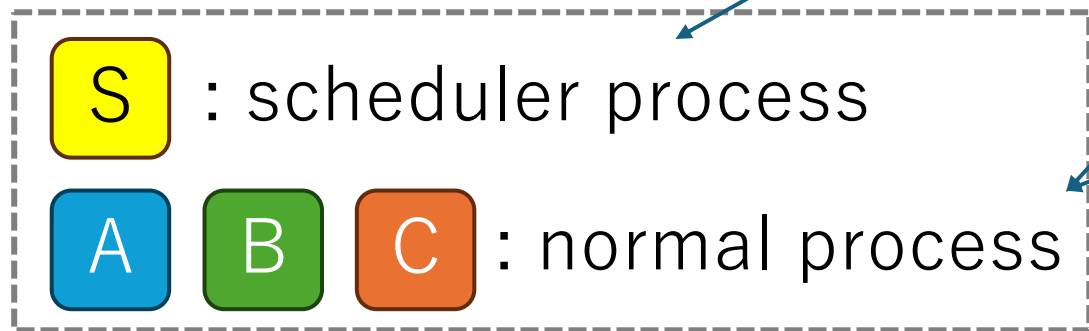 S : scheduler process
A B C : normal process